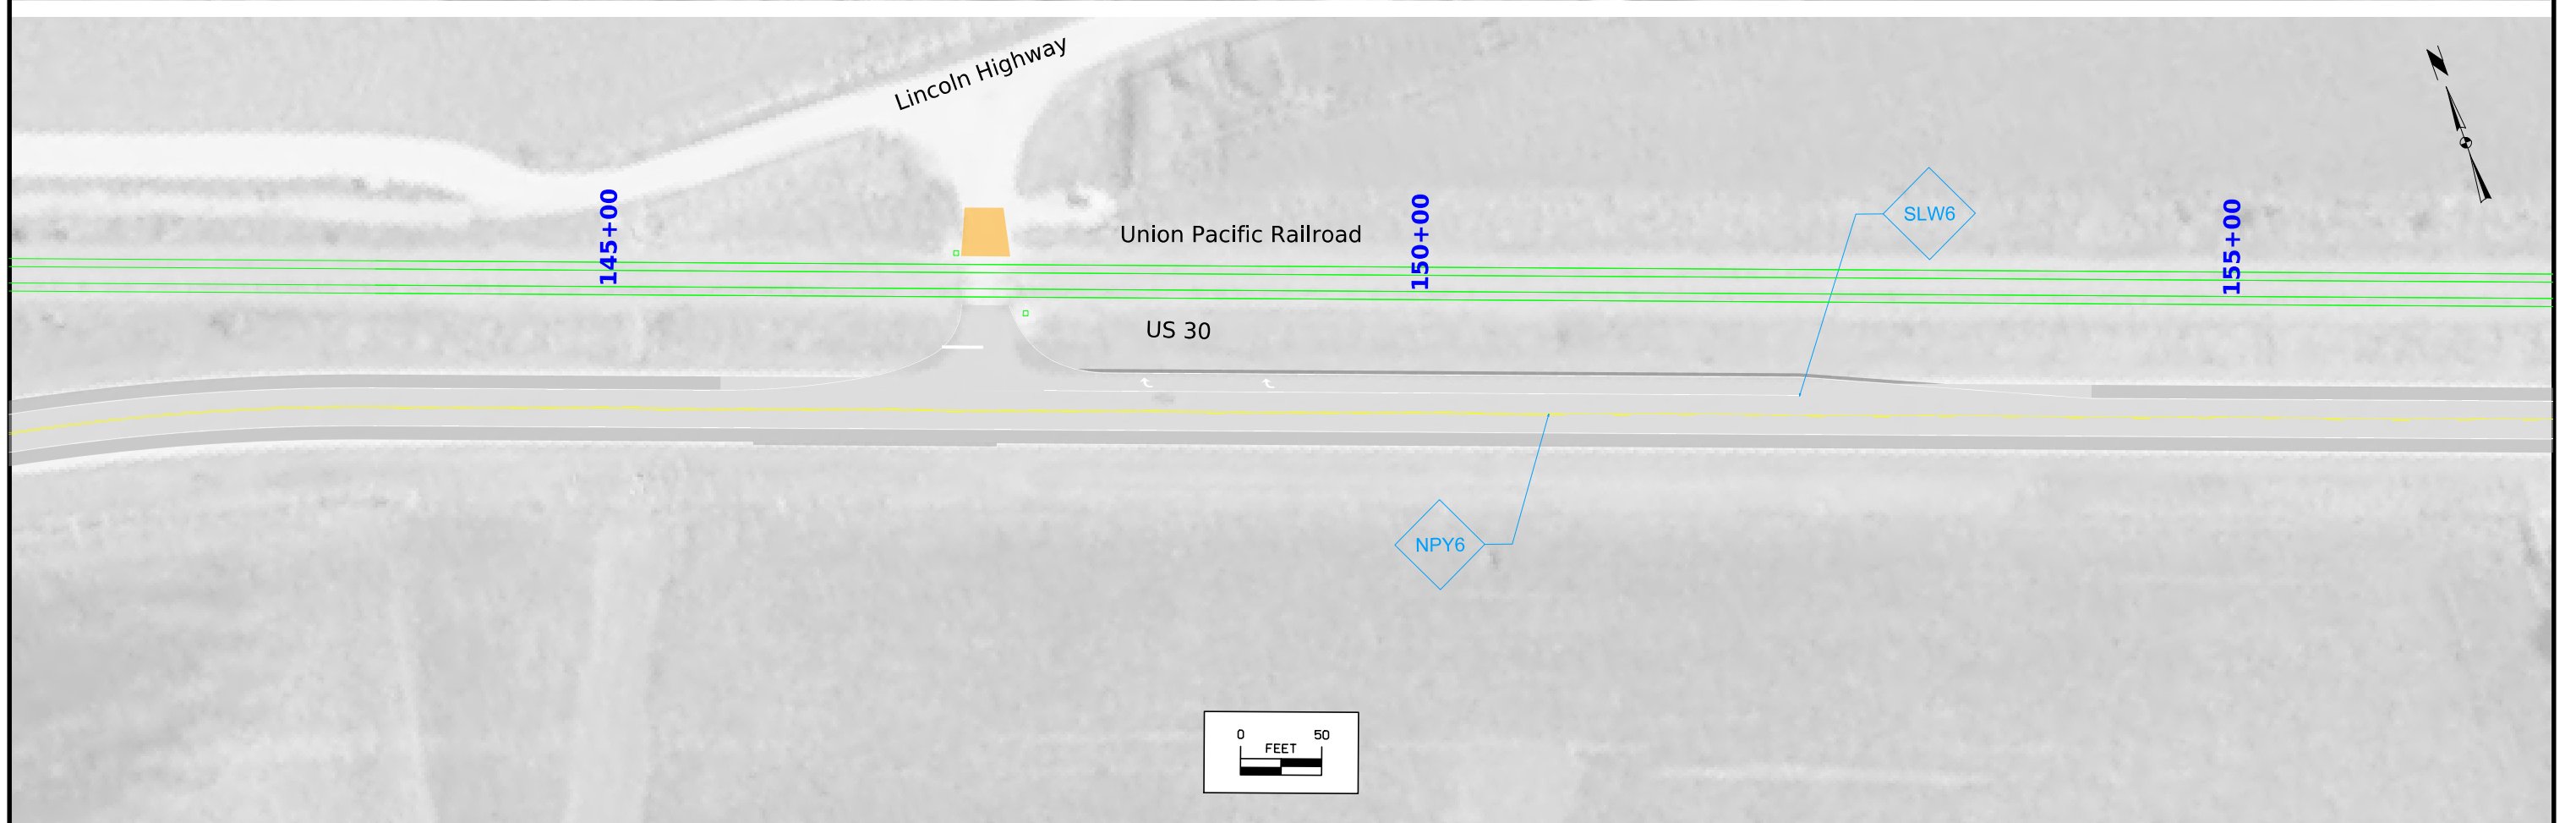 Lincoln Highway
N
145+00
150+00
155+00
SLW6
Union Pacific Railroad
US 30
NPY6
0 50
FEET